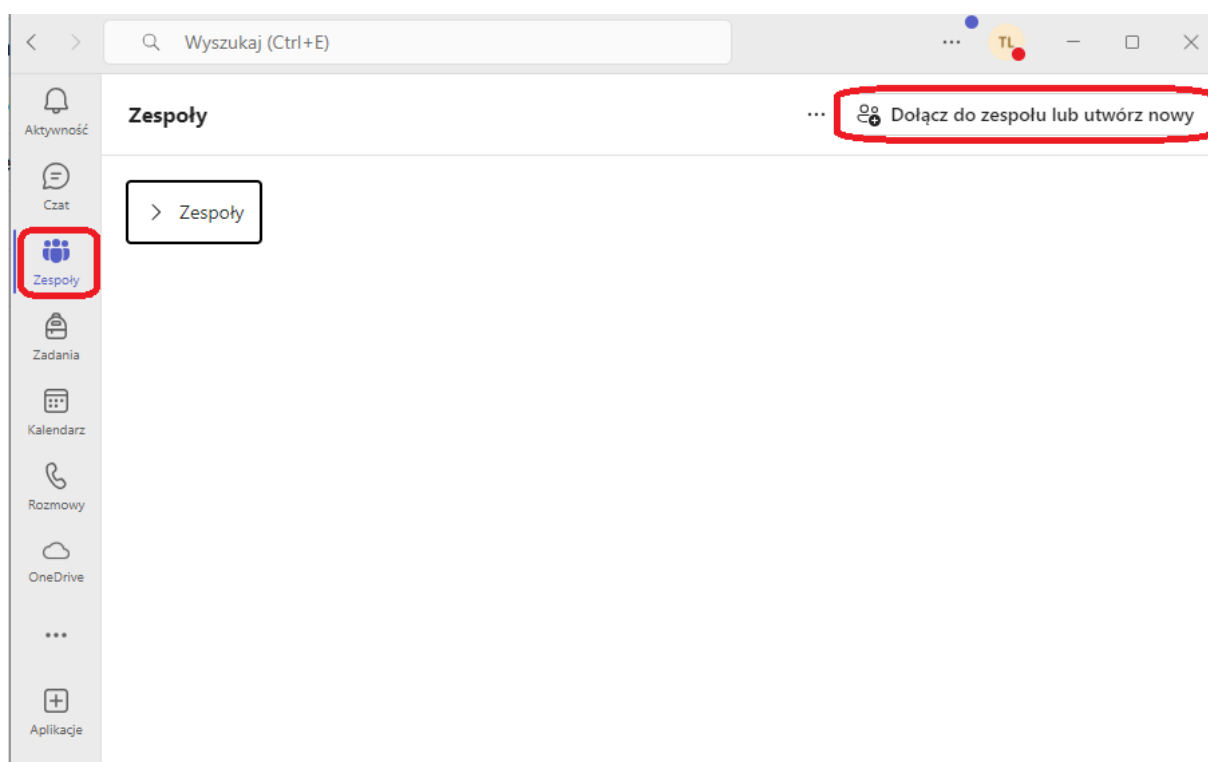 Wyszukaj (Ctrl+E)
TL
Aktywność
Zespoły
Dołącz do zespołu lub utwórz nowy
Czat
Zespoły
Zespoły
Zadania
Kalendarz
Rozmowy
OneDrive
Aplikacje